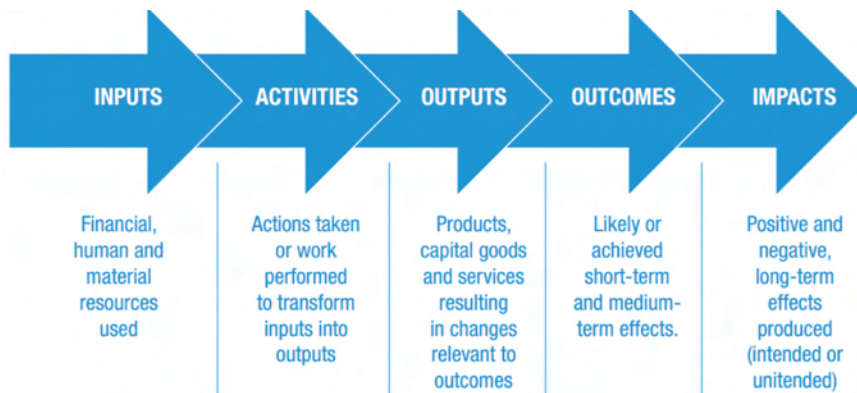 INPUTS
ACTIVITIES
OUTPUTS
OUTCOMES
IMPACTS
Financial,
human and
material
resources
used
Actions taken
or work
performed
to transform
inputs into
outputs
Products,
capital goods
and services
resulting
in changes
relevant to
outcomes
Likely or
achieved
short-term
and medium-
term effects.
Positive and
negative,
long-term
effects
produced
(intended or
unitended)